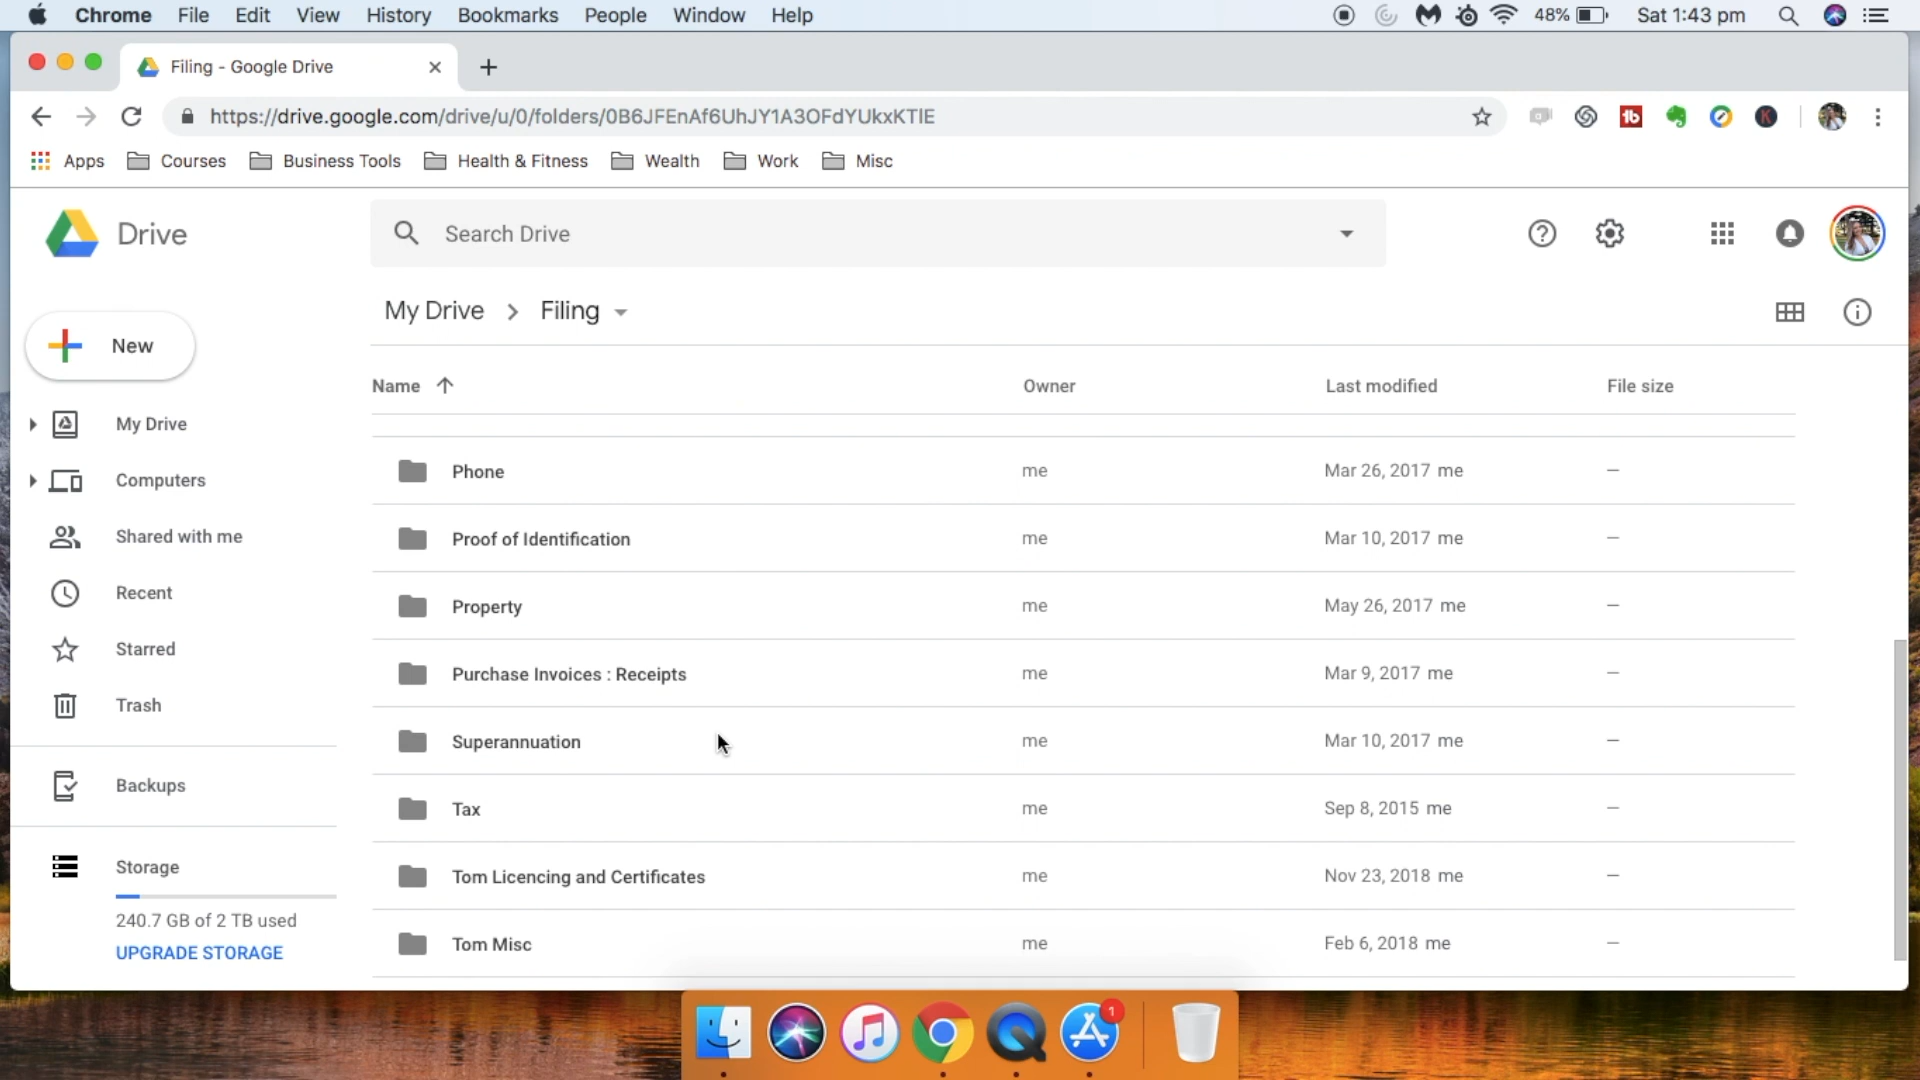 Chrome File Edit View History Bookmarks People Window Help 48% Sat 1:43 pm
Filing - Google Drive
https://drive.google.com/drive/u/0/folders/0B6JFEnAf6UhJY1A3OFdYUkxKTlE
Apps Courses Business Tools Health & Fitness Wealth Work Misc
Drive Search Drive
My Drive > Filing
New
Name Owner Last modified File size
My Drive
Computers
Shared with me
Recent
Starred
Trash
Backups
Storage
240.7 GB of 2 TB used
UPGRADE STORAGE
Phone me Mar 26, 2017 me –
Proof of Identification me Mar 10, 2017 me –
Property me May 26, 2017 me –
Purchase Invoices : Receipts me Mar 9, 2017 me –
Superannuation me Mar 10, 2017 me –
Tax me Sep 8, 2015 me –
Tom Licencing and Certificates me Nov 23, 2018 me –
Tom Misc me Feb 6, 2018 me –
1